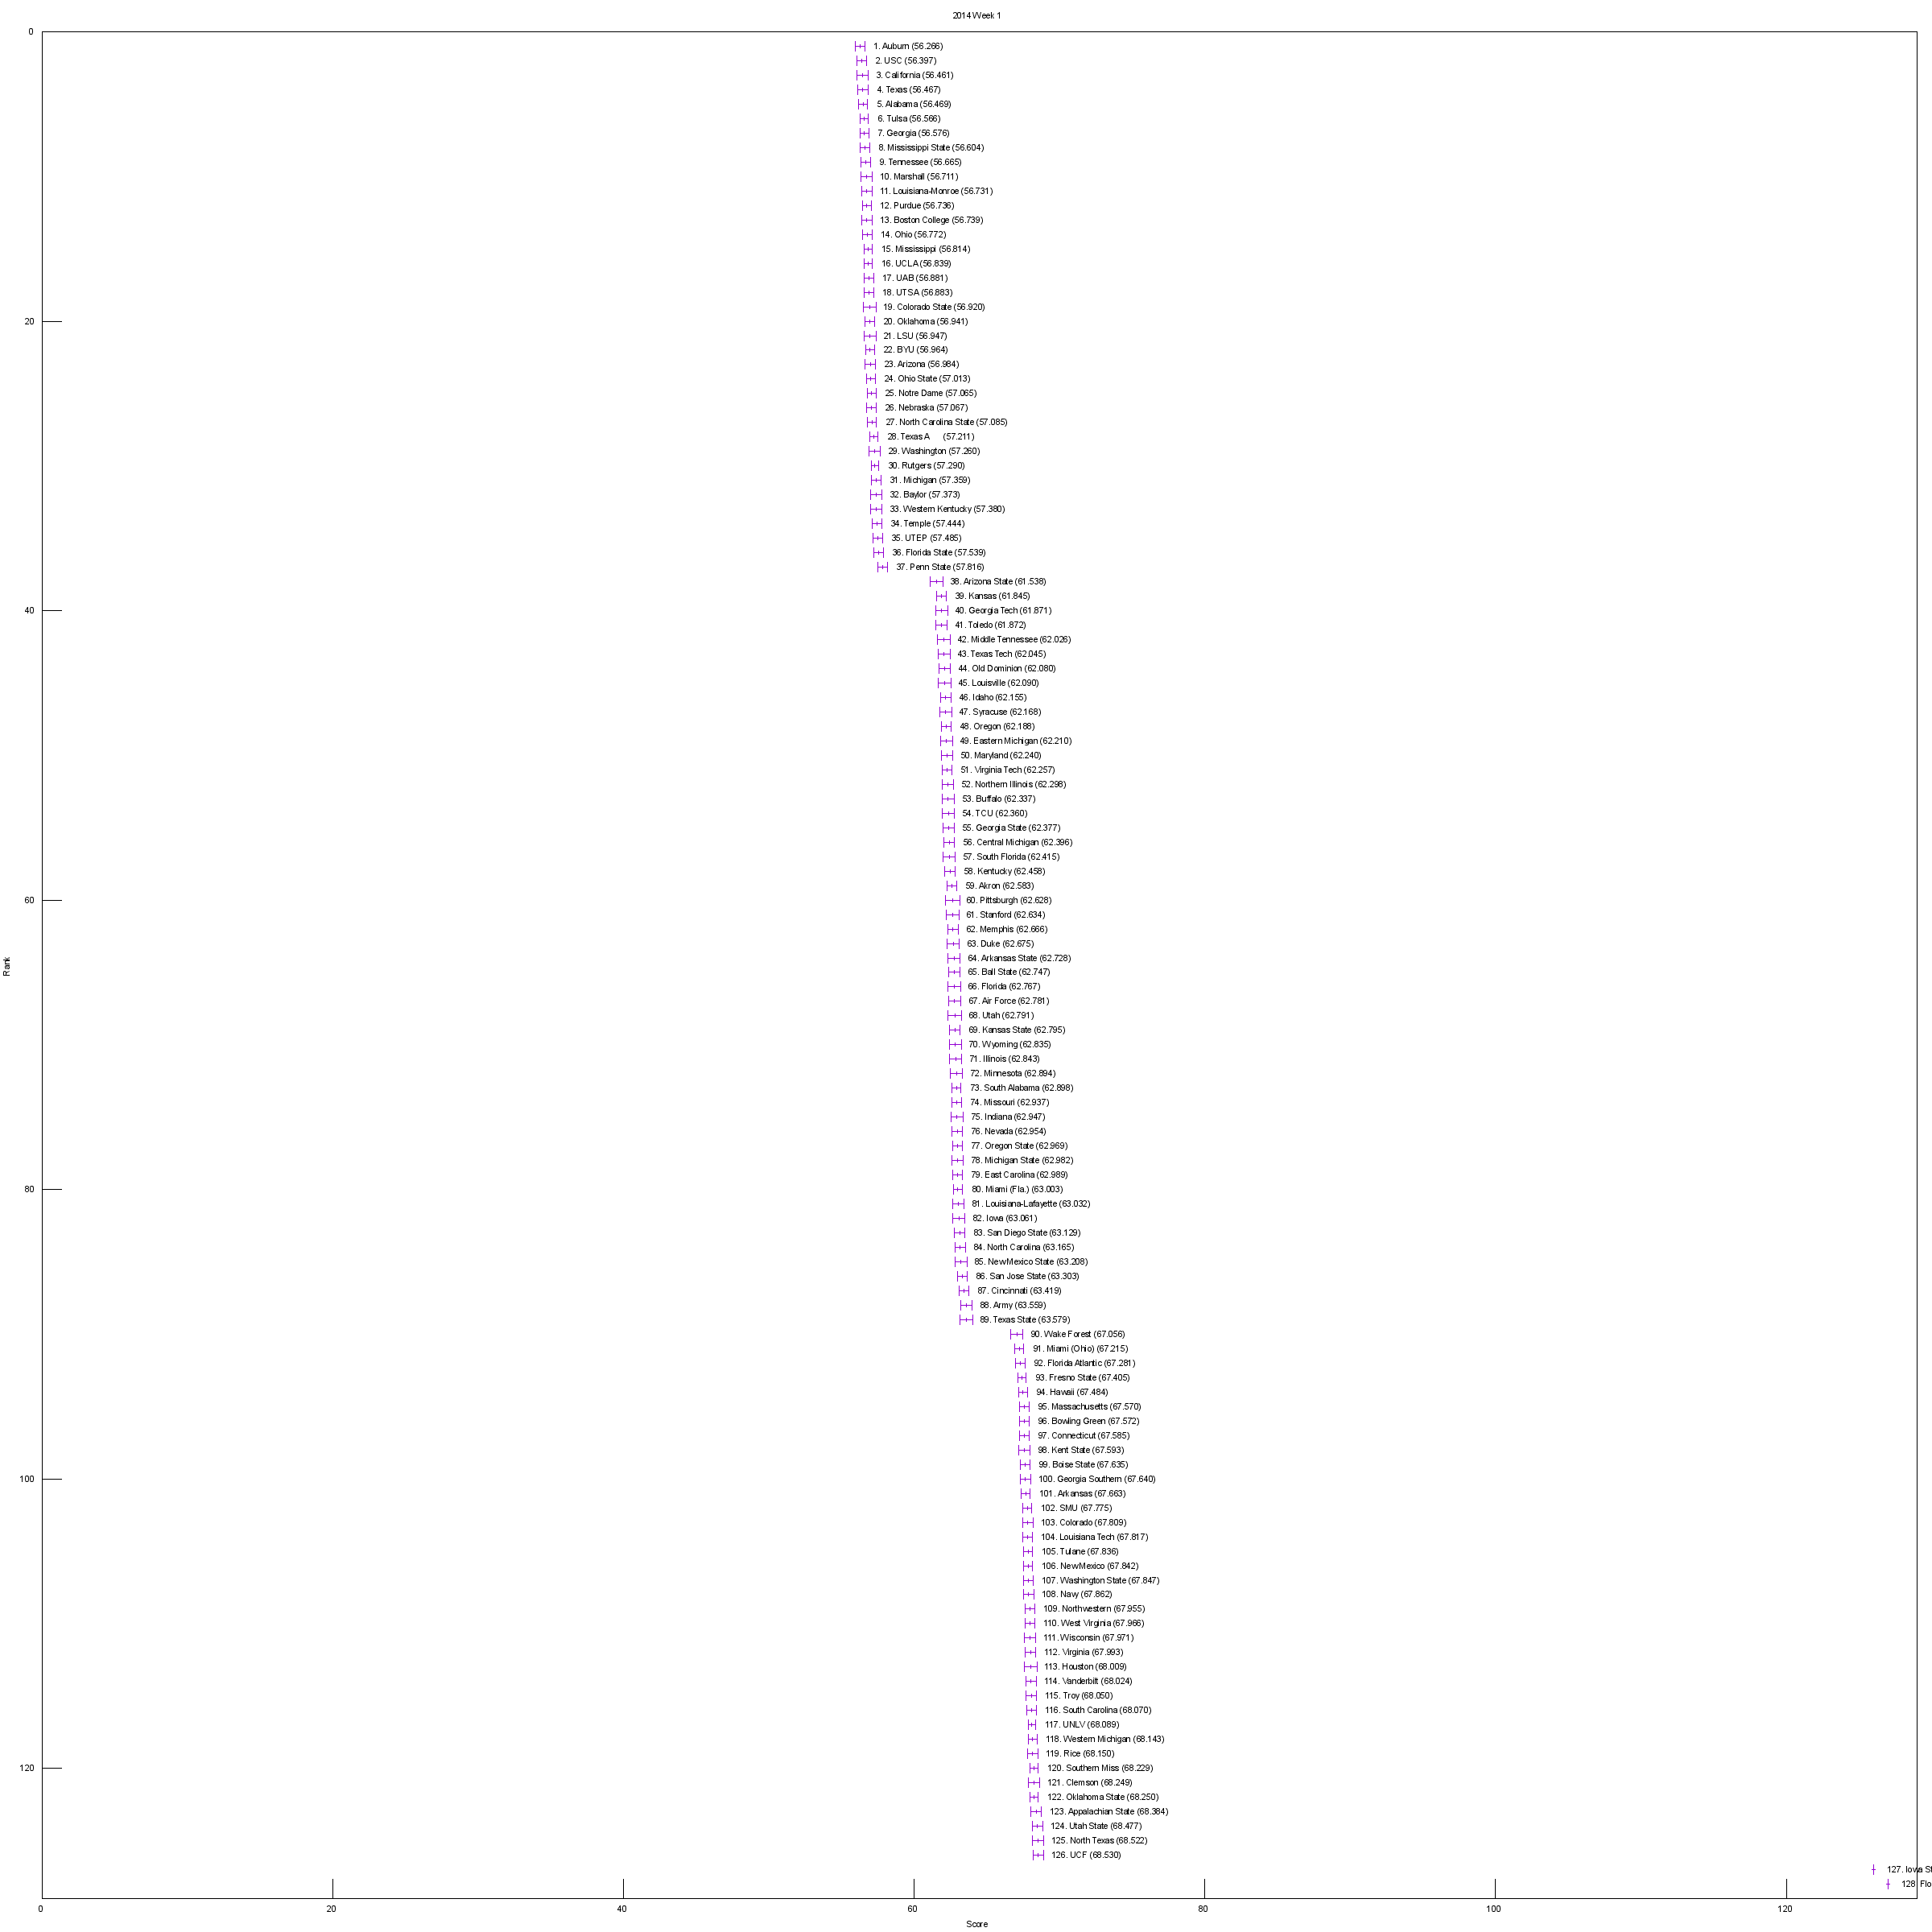 2014 Week 1
0
1. Auburn (56.266)
2. USC (56.397)
3. California (56.461)
4. Texas (56.467)
5. Alabama (56.469)
6. Tulsa (56.566)
7. Georgia (56.576)
8. Mississippi State (56.604)
9. Tennessee (56.665)
10. Marshall (56.711)
11. Louisiana-Monroe (56.731)
12. Purdue (56.736)
13. Boston College (56.739)
14. Ohio (56.772)
15. Mississippi (56.814)
16. UCLA (56.839)
17. UAB (56.881)
18. UTSA (56.883)
19. Colorado State (56.920)
20
20. Oklahoma (56.941)
21. LSU (56.947)
22. BYU (56.964)
23. Arizona (56.984)
24. Ohio State (57.013)
25. Notre Dame (57.065)
26. Nebraska (57.067)
27. North Carolina State (57.085)
28. Texas A (57.211)
29. Washington (57.260)
30. Rutgers (57.290)
31. Michigan (57.359)
32. Baylor (57.373)
33. Western Kentucky (57.380)
34. Temple (57.444)
35. UTEP (57.485)
36. Florida State (57.539)
37. Penn State (57.816)
38. Arizona State (61.538)
39. Kansas (61.845)
40
40. Georgia Tech (61.871)
41. Toledo (61.872)
42. Middle Tennessee (62.026)
43. Texas Tech (62.045)
44. Old Dominion (62.080)
45. Louisville (62.090)
46. Idaho (62.155)
47. Syracuse (62.168)
48. Oregon (62.188)
49. Eastern Michigan (62.210)
50. Maryland (62.240)
51. Virginia Tech (62.257)
52. Northern Illinois (62.298)
53. Buffalo (62.337)
54. TCU (62.360)
55. Georgia State (62.377)
56. Central Michigan (62.396)
57. South Florida (62.415)
58. Kentucky (62.458)
59. Akron (62.583)
60
60. Pittsburgh (62.628)
61. Stanford (62.634)
62. Memphis (62.666)
63. Duke (62.675)
64. Arkansas State (62.728)
Rank
65. Ball State (62.747)
66. Florida (62.767)
67. Air Force (62.781)
68. Utah (62.791)
69. Kansas State (62.795)
70. Wyoming (62.835)
71. Illinois (62.843)
72. Minnesota (62.894)
73. South Alabama (62.898)
74. Missouri (62.937)
75. Indiana (62.947)
76. Nevada (62.954)
77. Oregon State (62.969)
78. Michigan State (62.982)
79. East Carolina (62.989)
80
80. Miami (Fla.) (63.003)
81. Louisiana-Lafayette (63.032)
82. Iowa (63.061)
83. San Diego State (63.129)
84. North Carolina (63.165)
85. New Mexico State (63.208)
86. San Jose State (63.303)
87. Cincinnati (63.419)
88. Army (63.559)
89. Texas State (63.579)
90. Wake Forest (67.056)
91. Miami (Ohio) (67.215)
92. Florida Atlantic (67.281)
93. Fresno State (67.405)
94. Hawaii (67.484)
95. Massachusetts (67.570)
96. Bowling Green (67.572)
97. Connecticut (67.585)
98. Kent State (67.593)
99. Boise State (67.635)
100
100. Georgia Southern (67.640)
101. Arkansas (67.663)
102. SMU (67.775)
103. Colorado (67.809)
104. Louisiana Tech (67.817)
105. Tulane (67.836)
106. New Mexico (67.842)
107. Washington State (67.847)
108. Navy (67.862)
109. Northwestern (67.955)
110. West Virginia (67.966)
111. Wisconsin (67.971)
112. Virginia (67.993)
113. Houston (68.009)
114. Vanderbilt (68.024)
115. Troy (68.050)
116. South Carolina (68.070)
117. UNLV (68.089)
118. Western Michigan (68.143)
119. Rice (68.150)
120
120. Southern Miss (68.229)
121. Clemson (68.249)
122. Oklahoma State (68.250)
123. Appalachian State (68.384)
124. Utah State (68.477)
125. North Texas (68.522)
126. UCF (68.530)
127. Iowa St
128. Flo
0 20 40 60 80 100 120
Score